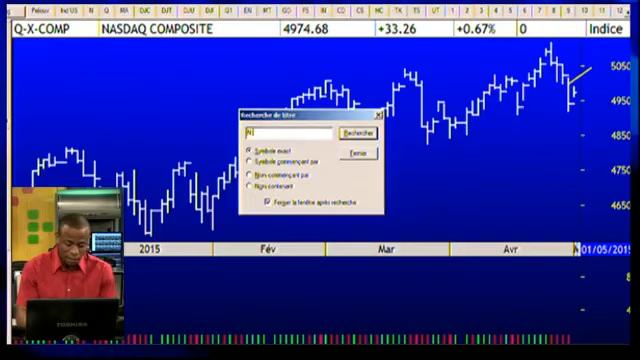 Q-X-COMP NASDAQ COMPOSITE 4974.68 +33.26 +0.67% 0 Indice
5050
4950
4800
4650
Recherche de titre
N
Rechercher
Fermer
Symbole exact
Symbole commençant par
Nom commençant par
Nom contenant
Fermer la fenêtre après recherche
2015 Fév Mar Avr 01/05/2015
TOSHIBA